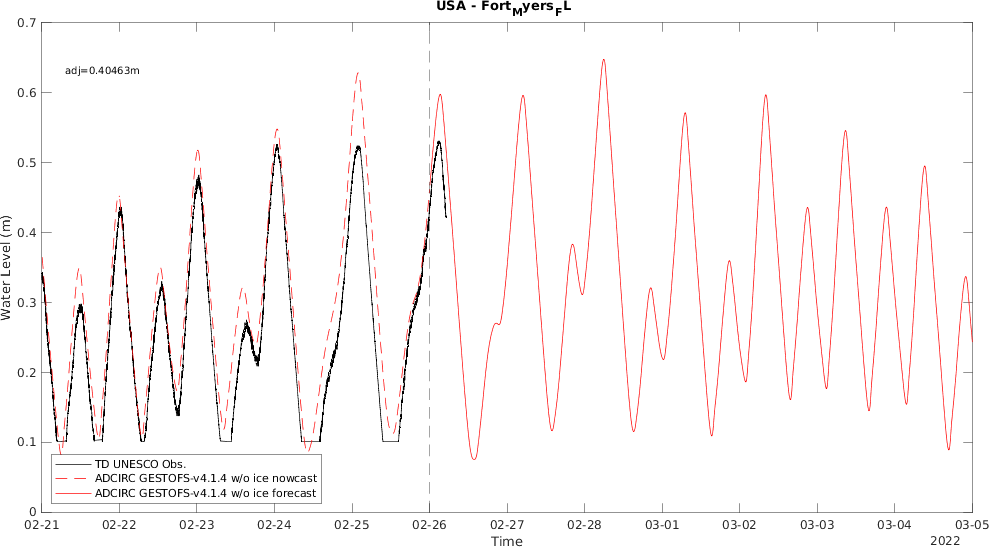 USA - FortMyersFL
adj=0.40463m
Water Level (m)
0.7
0.6
0.5
0.4
0.3
0.2
0.1
0
TD UNESCO Obs.
ADCIRC GESTOFS-v4.1.4 w/o ice nowcast
ADCIRC GESTOFS-v4.1.4 w/o ice forecast
02-21 02-22 02-23 02-24 02-25 02-26 02-27 02-28 03-01 03-02 03-03 03-04 03-05
Time
2022